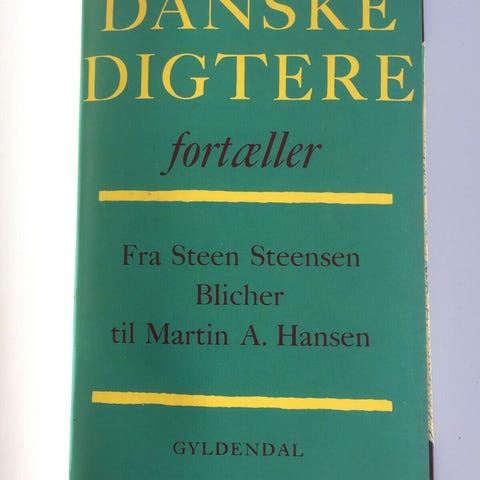 DANSKE
DIGTERE
fortæller
Fra Steen Steensen
Blicher
til Martin A. Hansen
GYLDENDAL